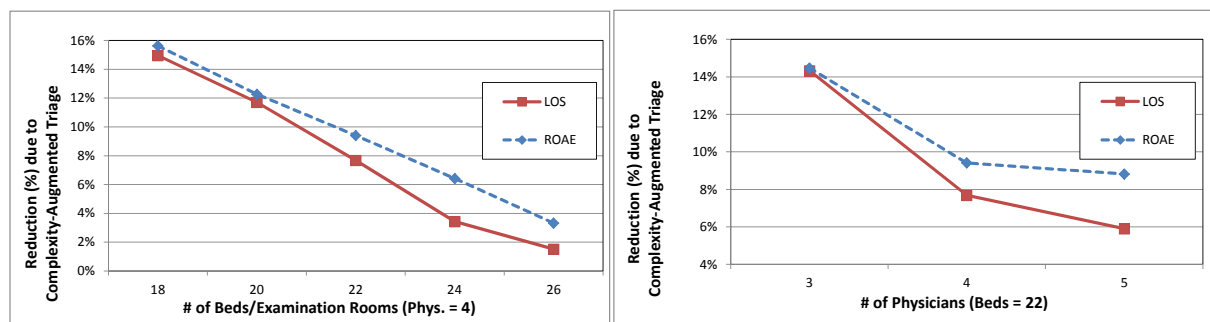 Reduction (%) due to
Complexity-Augmented Triage
16%
14%
12%
10%
8%
6%
4%
2%
0%
18
20
22
24
26
# of Beds/Examination Rooms (Phys. = 4)
LOS
ROAE
Reduction (%) due to
Complexity-Augmented Triage
16%
14%
12%
10%
8%
6%
4%
3
4
5
# of Physicians (Beds = 22)
LOS
ROAE